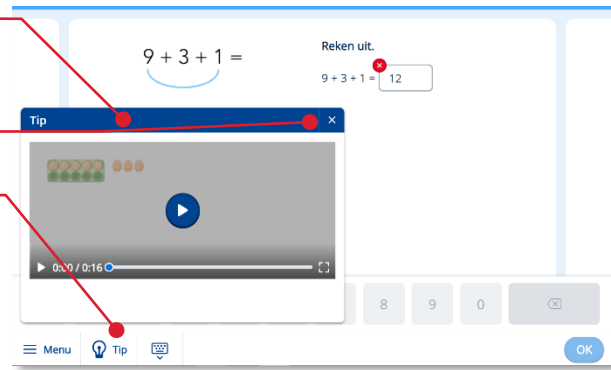 9 + 3 + 1 =
Reken uit.
9 + 3 + 1 = 12
Tip
0:00 / 0:16
8 9 0
Menu
Tip
OK